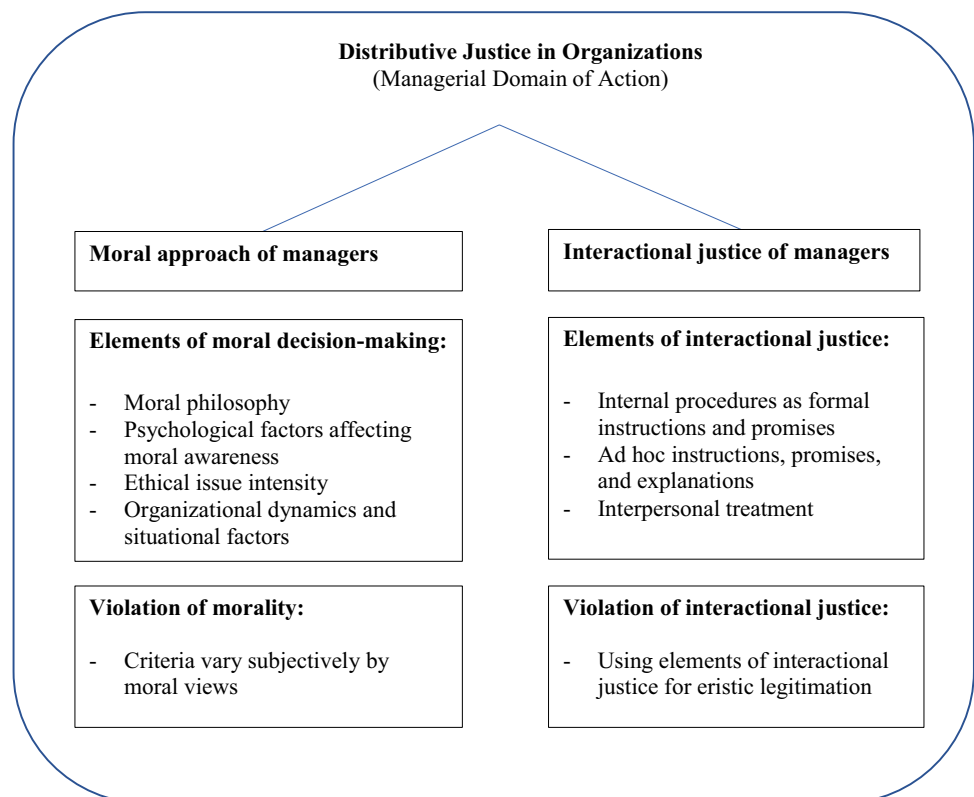 Distributive Justice in Organizations
(Managerial Domain of Action)
Moral approach of managers
Elements of moral decision-making:
- Moral philosophy
- Psychological factors affecting
moral awareness
- Ethical issue intensity
- Organizational dynamics and
situational factors
Violation of morality:
- Criteria vary subjectively by
moral views
Interactional justice of managers
Elements of interactional justice:
- Internal procedures as formal
instructions and promises
- Ad hoc instructions, promises,
and explanations
- Interpersonal treatment
Violation of interactional justice:
- Using elements of interactional
justice for eristic legitimation